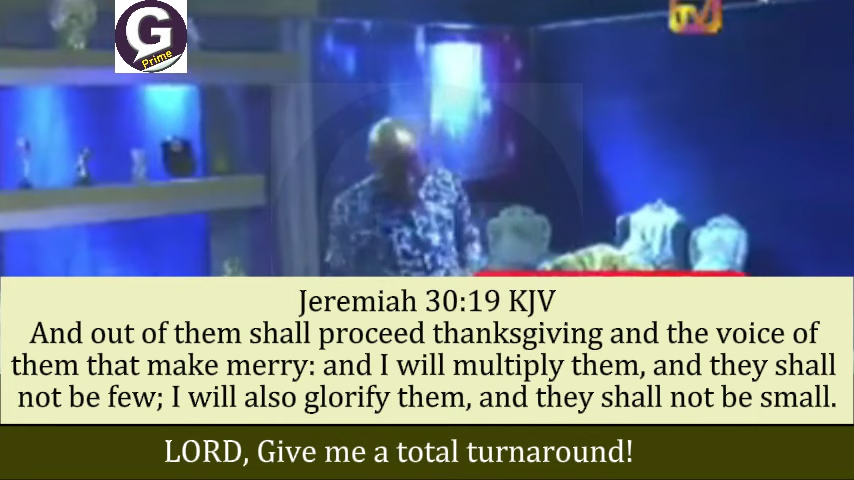 G
Prime
TV
Jeremiah 30:19 KJV
And out of them shall proceed thanksgiving and the voice of
them that make merry: and I will multiply them, and they shall
not be few; I will also glorify them, and they shall not be small.
LORD, Give me a total turnaround!